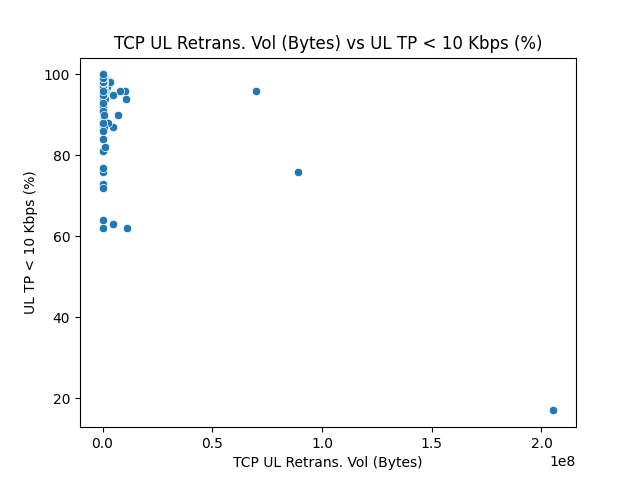 TCP UL Retrans. Vol (Bytes) vs UL TP < 10 Kbps (%)
100
80
60
40
20
UL TP < 10 Kbps (%)
0.0 0.5 1.0 1.5 2.0
1e8
TCP UL Retrans. Vol (Bytes)